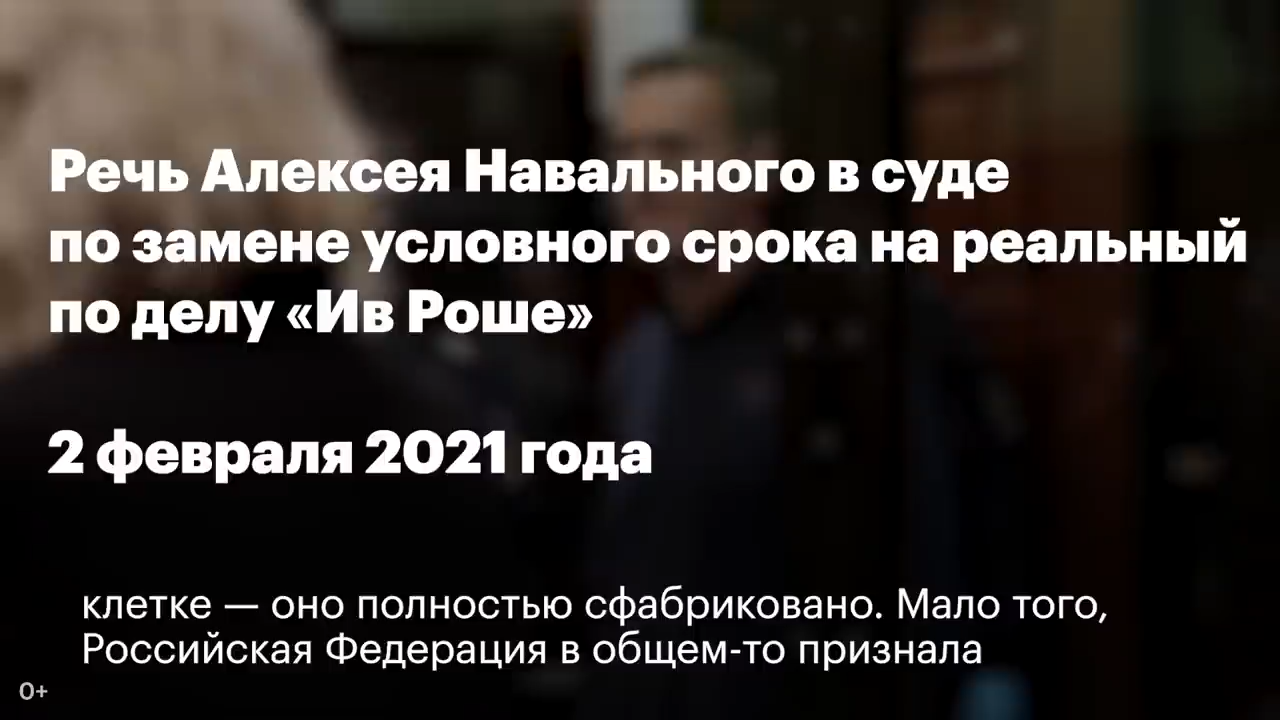 Речь Алексея Навального в суде
по замене условного срока на реальный
по делу «Ив Роше»
2 февраля 2021 года
клетке — оно полностью сфабриковано. Мало того,
Российская Федерация в общем-то признала
0+